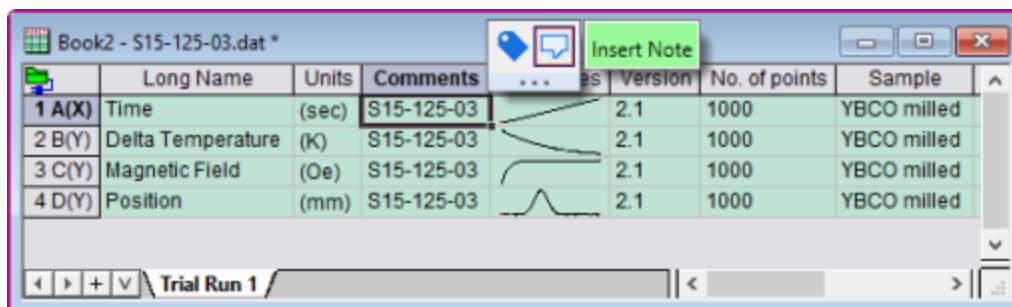 Book2 - S15-125-03.dat *
Insert Note
Long Name Units Comments es Version No. of points Sample
1 A(X) Time (sec) S15-125-03 2.1 1000 YBCO milled
2 B(Y) Delta Temperature (K) S15-125-03 2.1 1000 YBCO milled
3 C(Y) Magnetic Field (Oe) S15-125-03 2.1 1000 YBCO milled
4 D(Y) Position (mm) S15-125-03 2.1 1000 YBCO milled
Trial Run 1